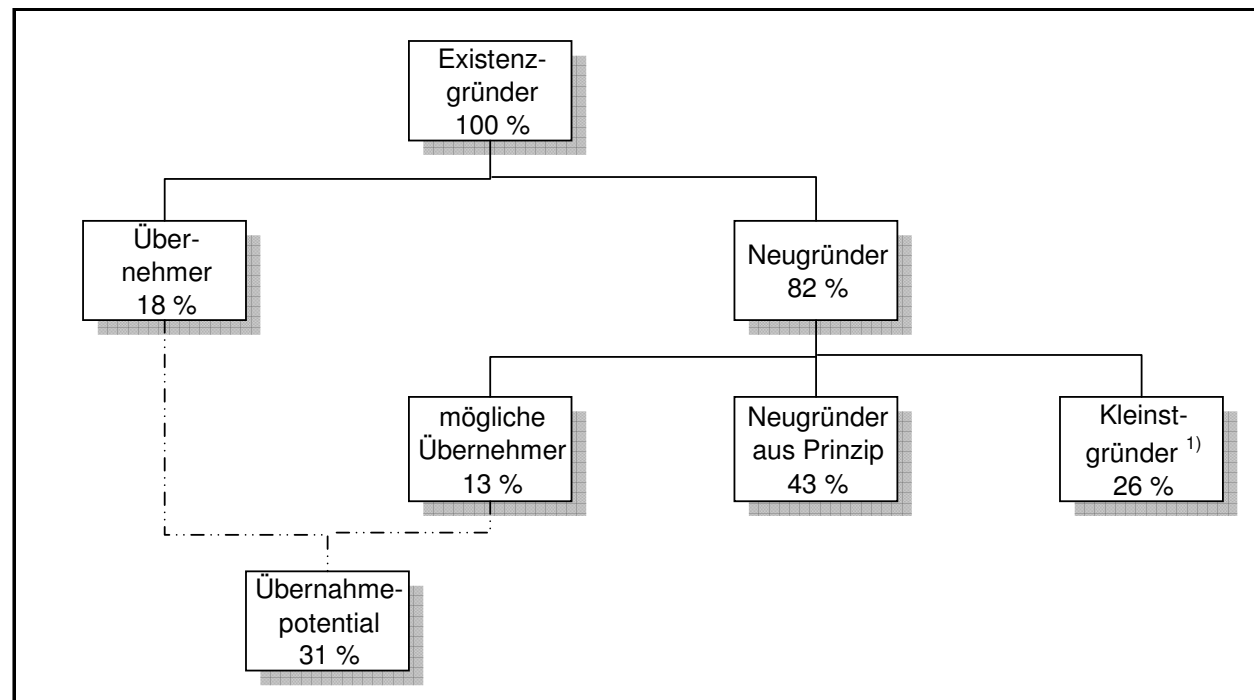 Existenz-
gründer
100 %
Über-
nehmer
18 %
Neugründer
82 %
mögliche
Übernehmer
13 %
Neugründer
aus Prinzip
43 %
Kleinst-
gründer 1)
26 %
Übernahme-
potential
31 %